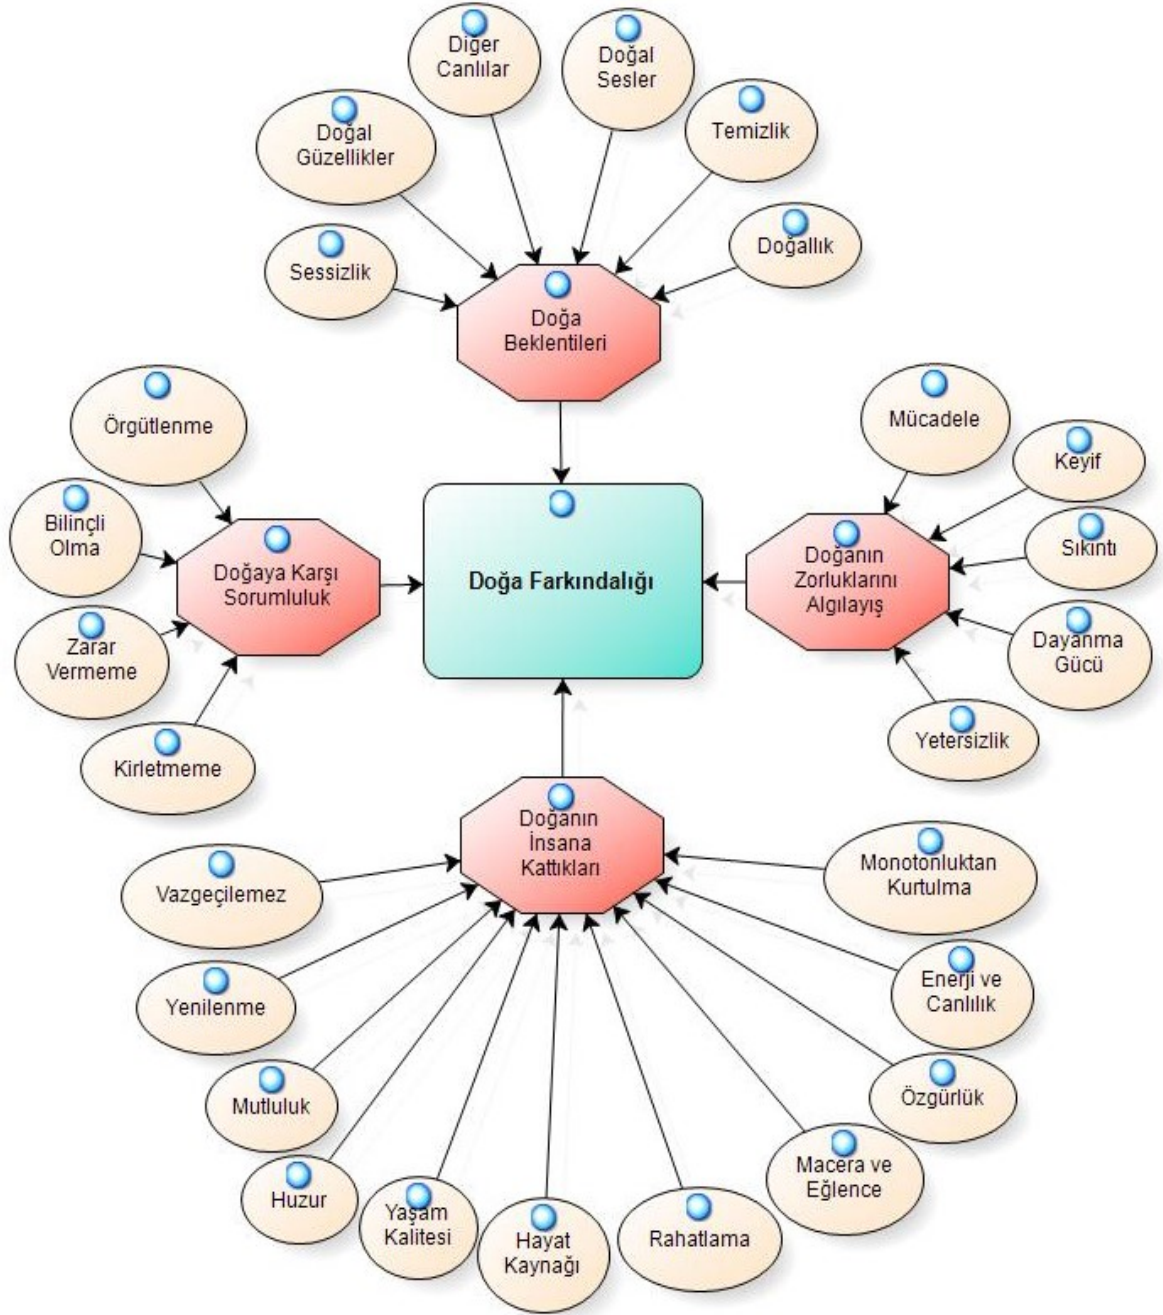 Diğer
Canlılar
Doğal
Sesler
Doğal
Güzellikler
Temizlik
Sessizlik
Doğallık
Doğa
Beklentileri
Örgütlenme
Bilinçli
Olma
Zarar
Vermeme
Kirletmeme
Doğaya Karşı
Sorumluluk
Doğa Farkındalığı
Doğanın
Zorluklarını
Algılayış
Mücadele
Keyif
Sıkıntı
Dayanma
Gücü
Yetersizlik
Doğanın
İnsana
Kattıkları
Vazgeçilemez
Yenilenme
Mutluluk
Huzur
Yaşam
Kalitesi
Hayat
Kaynağı
Rahatlama
Macera ve
Eğlence
Özgürlük
Enerji ve
Canlılık
Monotonluktan
Kurtulma